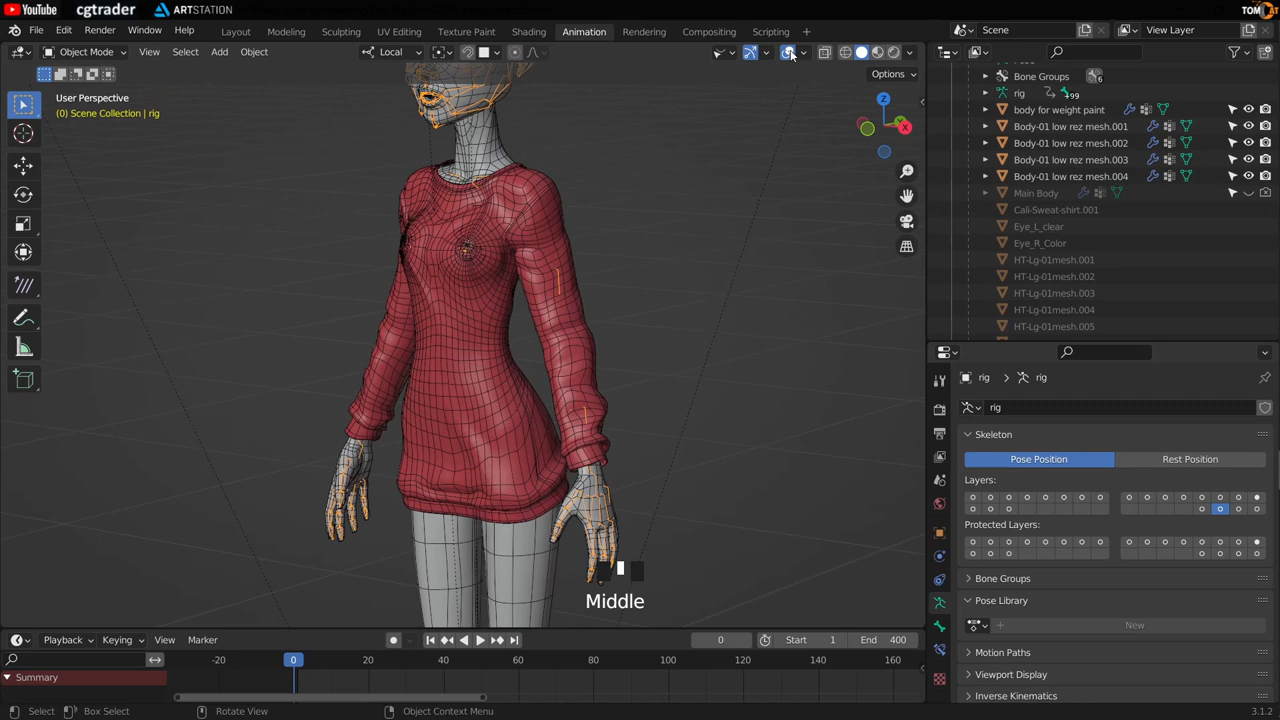 YouTube cgtrader ARTSTATION TOMCAT
File Edit Render Window Help Layout Modeling Sculpting UV Editing Texture Paint Shading Animation Rendering Compositing Scripting + Scene View Layer
Object Mode View Select Add Object Local
Options
User Perspective
(0) Scene Collection | rig
Z
Y
X
Middle
Bone Groups 6
rig 99
body for weight paint
Body-01 low rez mesh.001
Body-01 low rez mesh.002
Body-01 low rez mesh.003
Body-01 low rez mesh.004
Main Body
Cali-Sweat-shirt.001
Eye_L_clear
Eye_R_Color
HT-Lg-01mesh.001
HT-Lg-01mesh.002
HT-Lg-01mesh.003
HT-Lg-01mesh.004
HT-Lg-01mesh.005
rig > rig
rig
Skeleton
Pose Position Rest Position
Layers:
Protected Layers:
Bone Groups
Pose Library
+ New
Motion Paths
Viewport Display
Inverse Kinematics
Playback Keying View Marker 0 Start 1 End 400
-20 0 20 40 60 80 100 120 140 160
Summary
Select Box Select Rotate View Object Context Menu 3.1.2